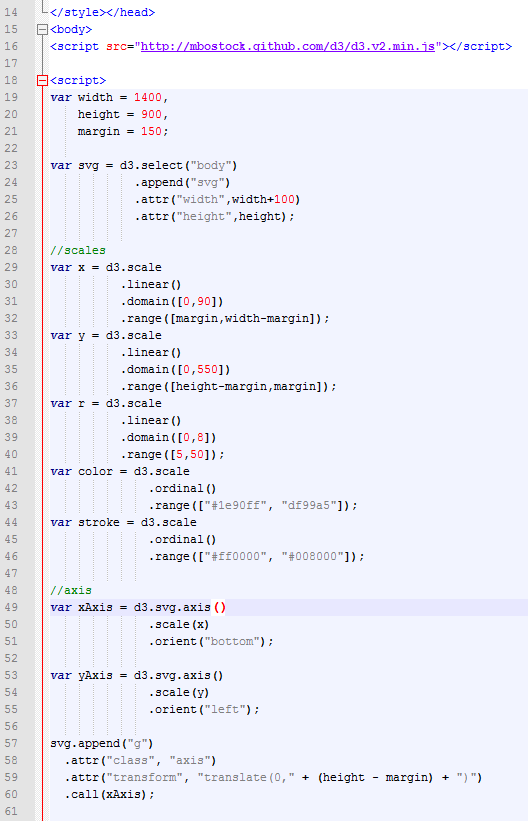 14 </style></head>
15 <body>
16 <script src="http://mbostock.github.com/d3/d3.v2.min.js"></script>
17
18 <script>
19 var width = 1400,
20     height = 900,
21     margin = 150;
22
23 var svg = d3.select("body")
24             .append("svg")
25             .attr("width",width+100)
26             .attr("height",height);
27
28 //scales
29 var x = d3.scale
30           .linear()
31           .domain([0,90])
32           .range([margin,width-margin]);
33 var y = d3.scale
34           .linear()
35           .domain([0,550])
36           .range([height-margin,margin]);
37 var r = d3.scale
38           .linear()
39           .domain([0,8])
40           .range([5,50]);
41 var color = d3.scale
42               .ordinal()
43               .range(["#1e90ff", "df99a5"]);
44 var stroke = d3.scale
45               .ordinal()
46               .range(["#ff0000", "#008000"]);
47
48 //axis
49 var xAxis = d3.svg.axis()
50               .scale(x)
51               .orient("bottom");
52
53 var yAxis = d3.svg.axis()
54               .scale(y)
55               .orient("left");
56
57 svg.append("g")
58   .attr("class", "axis")
59   .attr("transform", "translate(0," + (height - margin) + ")")
60   .call(xAxis);
61